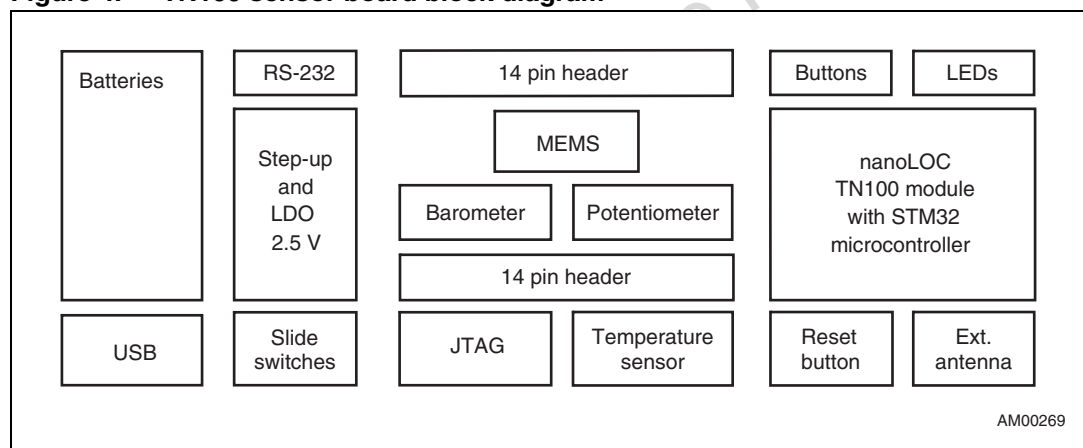 Batteries
RS-232
14 pin header
Buttons
LEDs
Step-up
and
LDO
2.5 V
MEMS
nanoLOC
TN100 module
with STM32
microcontroller
Barometer
Potentiometer
14 pin header
USB
Slide
switches
JTAG
Temperature
sensor
Reset
button
Ext.
antenna
AM00269